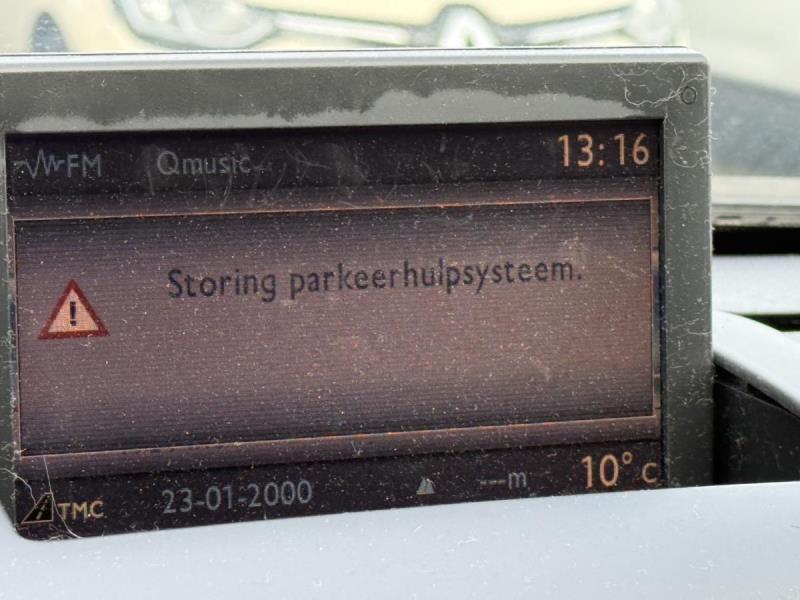 FM Qmusic 13:16
Storing parkeerhulpsysteem.
TMC 23-01-2000 ---m 10°C